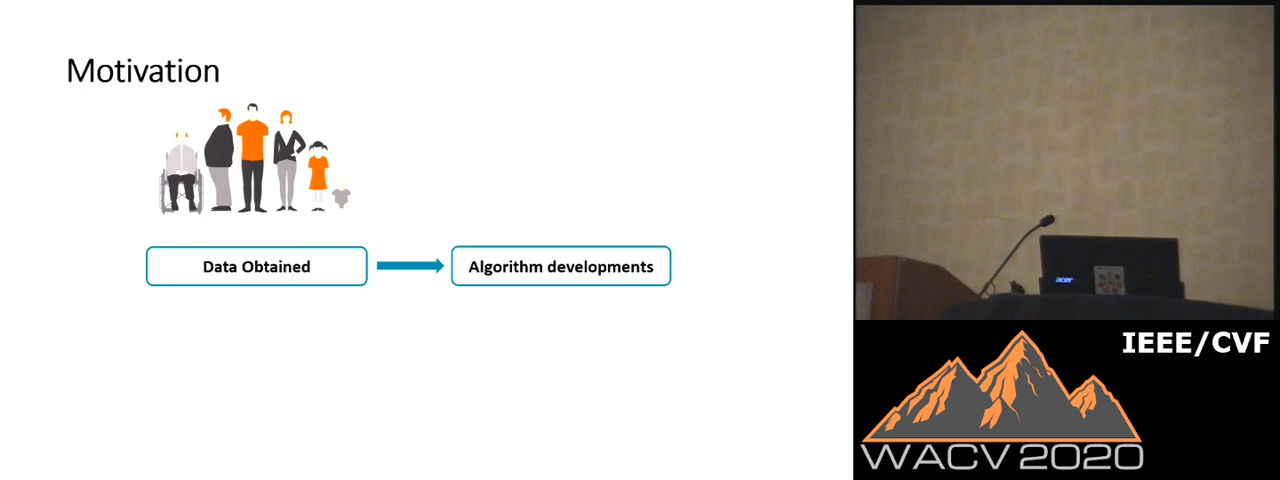 Motivation
Data Obtained
Algorithm developments
acer
IEEE/CVF
WACV 2020